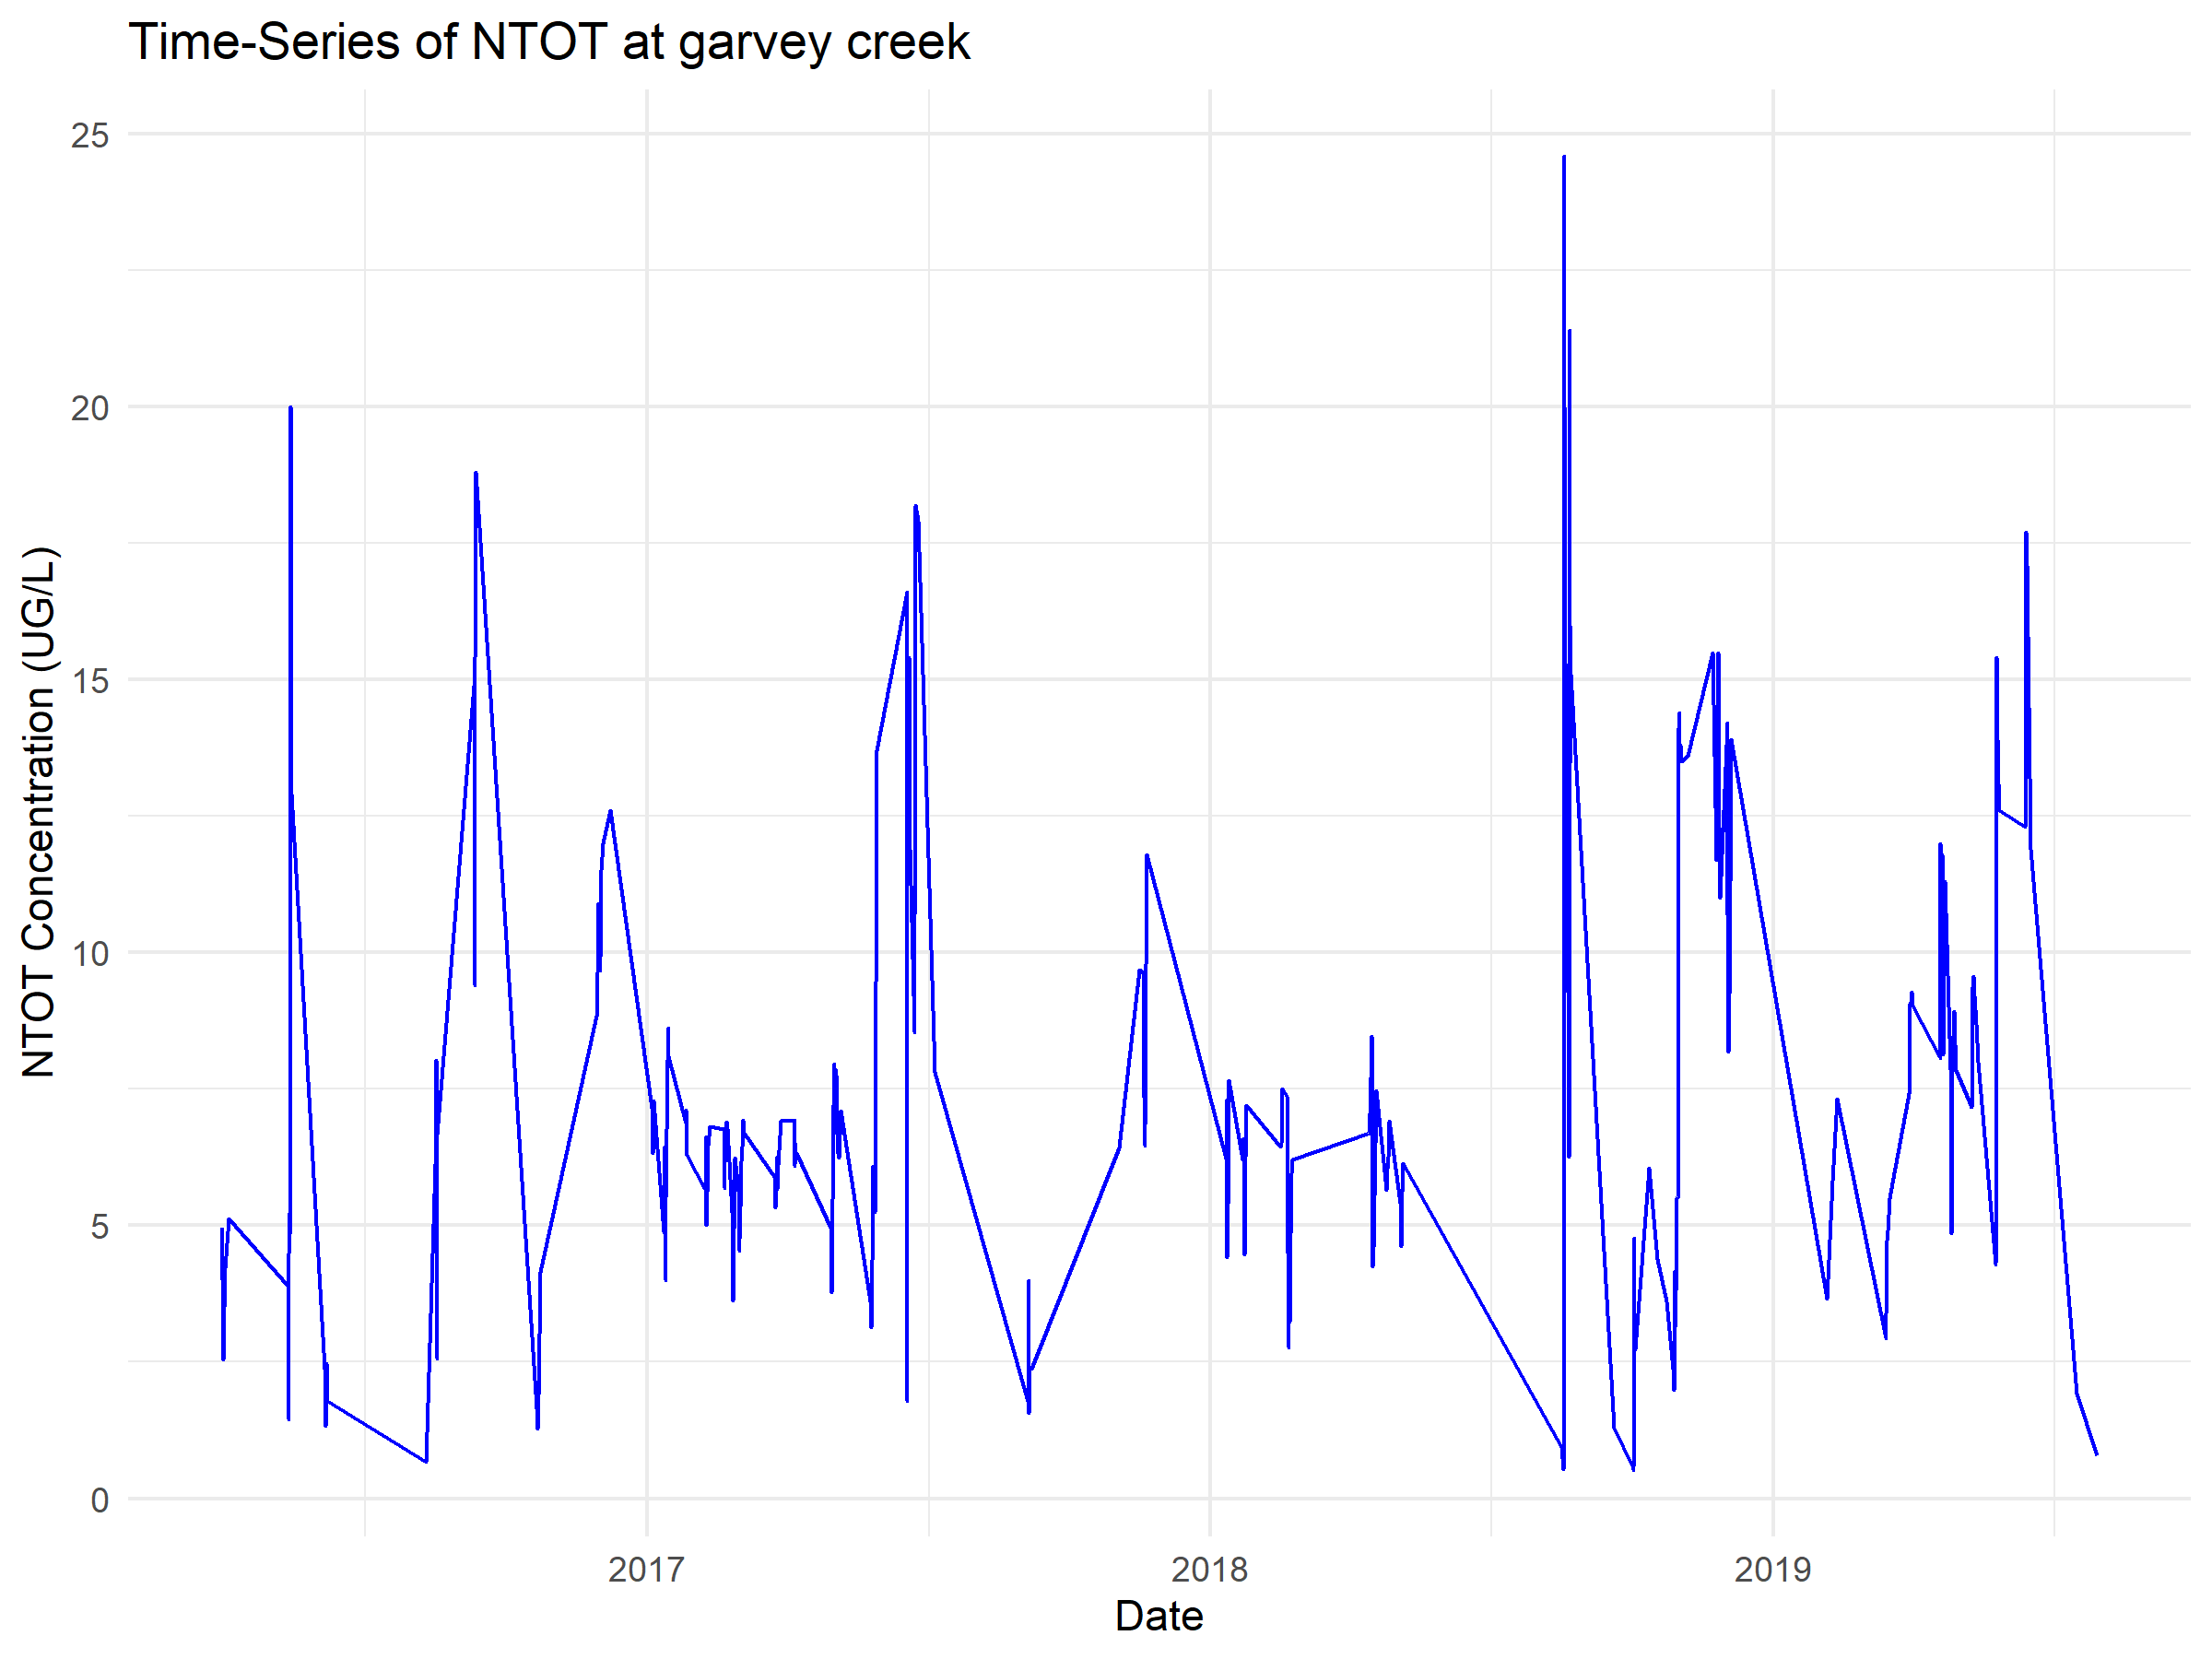 Time-Series of NTOT at garvey creek
NTOT Concentration (UG/L)
25
20
15
10
5
0
2017 2018 2019
Date